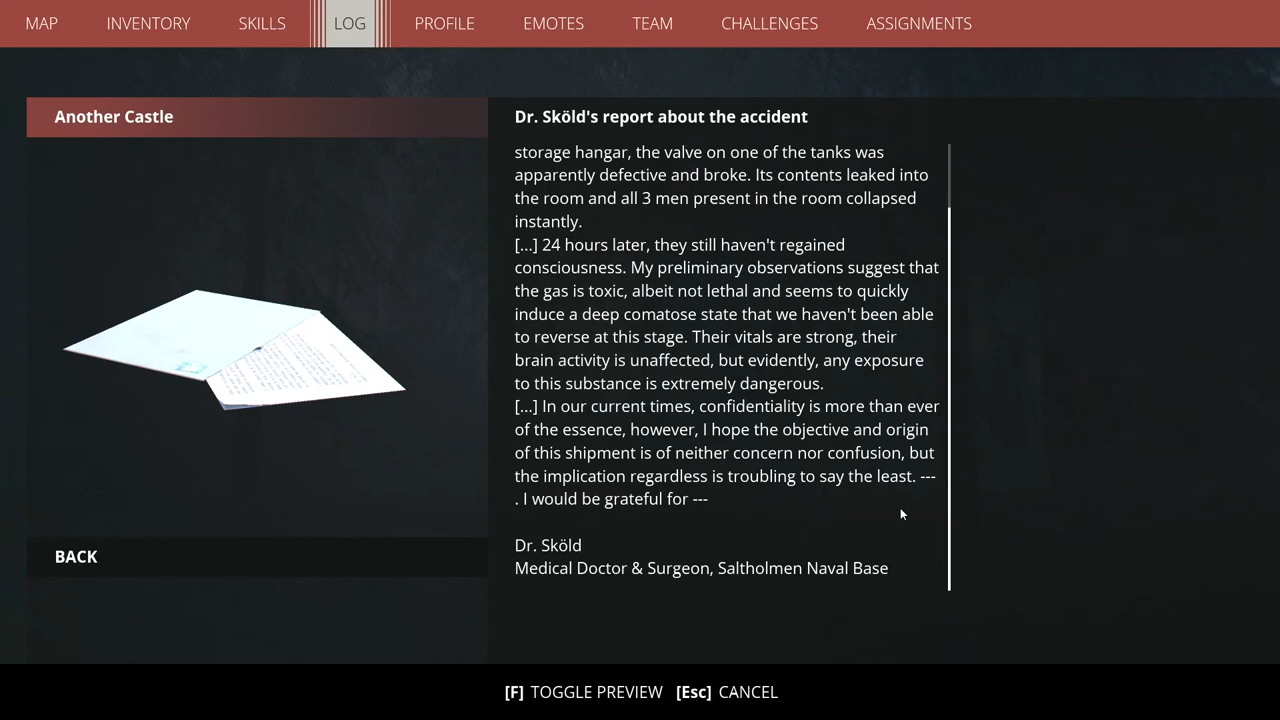 MAP INVENTORY SKILLS LOG PROFILE EMOTES TEAM CHALLENGES ASSIGNMENTS
Another Castle
Dr. Sköld's report about the accident
storage hangar, the valve on one of the tanks was
apparently defective and broke. Its contents leaked into
the room and all 3 men present in the room collapsed
instantly.
[...] 24 hours later, they still haven't regained
consciousness. My preliminary observations suggest that
the gas is toxic, albeit not lethal and seems to quickly
induce a deep comatose state that we haven't been able
to reverse at this stage. Their vitals are strong, their
brain activity is unaffected, but evidently, any exposure
to this substance is extremely dangerous.
[...] In our current times, confidentiality is more than ever
of the essence, however, I hope the objective and origin
of this shipment is of neither concern nor confusion, but
the implication regardless is troubling to say the least. ---
. I would be grateful for ---
Dr. Sköld
Medical Doctor & Surgeon, Saltholmen Naval Base
BACK
[F] TOGGLE PREVIEW [Esc] CANCEL